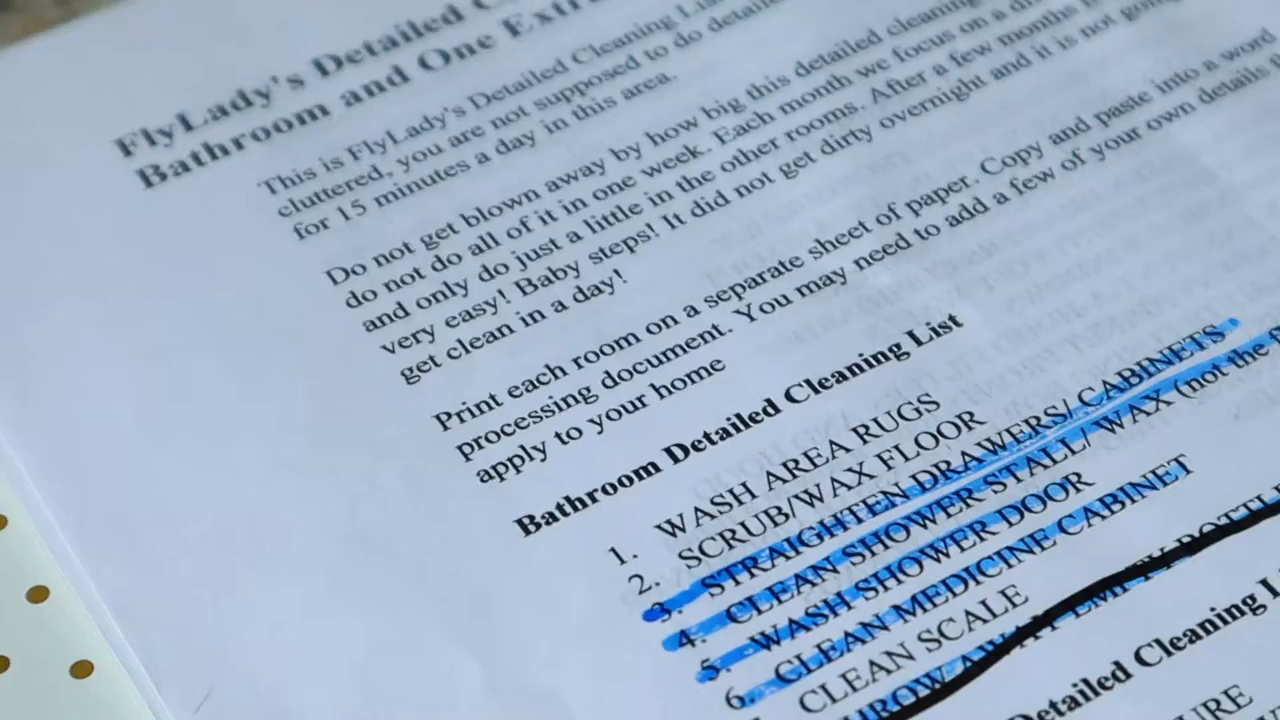 FlyLady's Detailed
Bathroom and One
This is FlyLady's Detailed Cleaning List
cluttered, you are not supposed to do
for 15 minutes a day in this area.
Do not get blown away by how big this detailed cleaning
do not do all of it in one week. Each month we focus on a
and only do just a little in the other rooms. After a few months
very easy! Baby steps! It did not get dirty overnight and it is not
get clean in a day!
Print each room on a separate sheet of paper. Copy and paste into a word
processing document. You may need to add a few of your own details
apply to your home
Bathroom Detailed Cleaning List
1. WASH AREA RUGS
2. SCRUB/WAX FLOOR
3. STRAIGHTEN DRAWERS/ CABINETS
4. CLEAN SHOWER STALL/ WAX (not the
5. WASH SHOWER DOOR
6. CLEAN MEDICINE CABINET
CLEAN SCALE
AWAY EMPTY
Detailed Cleaning